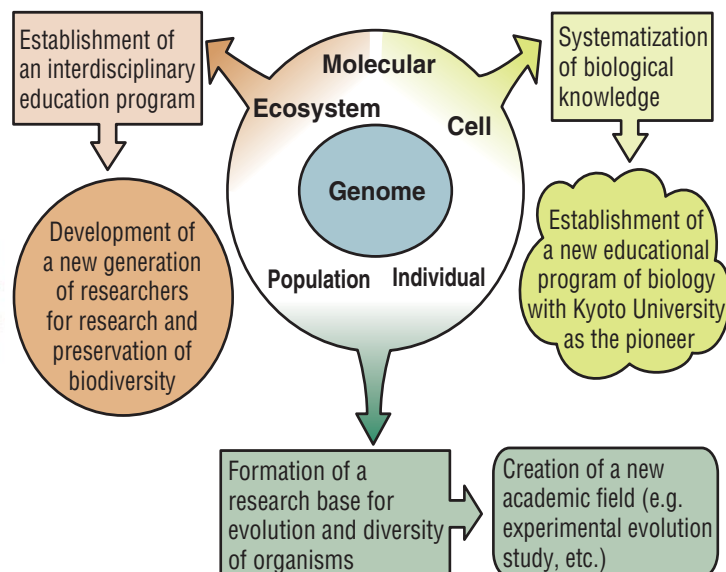 Establishment of
an interdisciplinary
education program
Development of
a new generation
of researchers
for research and
preservation of
biodiversity
Molecular
Ecosystem
Cell
Genome
Population
Individual
Systematization
of biological
knowledge
Establishment of
a new educational
program of biology
with Kyoto University
as the pioneer
Formation of a
research base for
evolution and diversity
of organisms
Creation of a new
academic field (e.g.
experimental evolution
study, etc.)